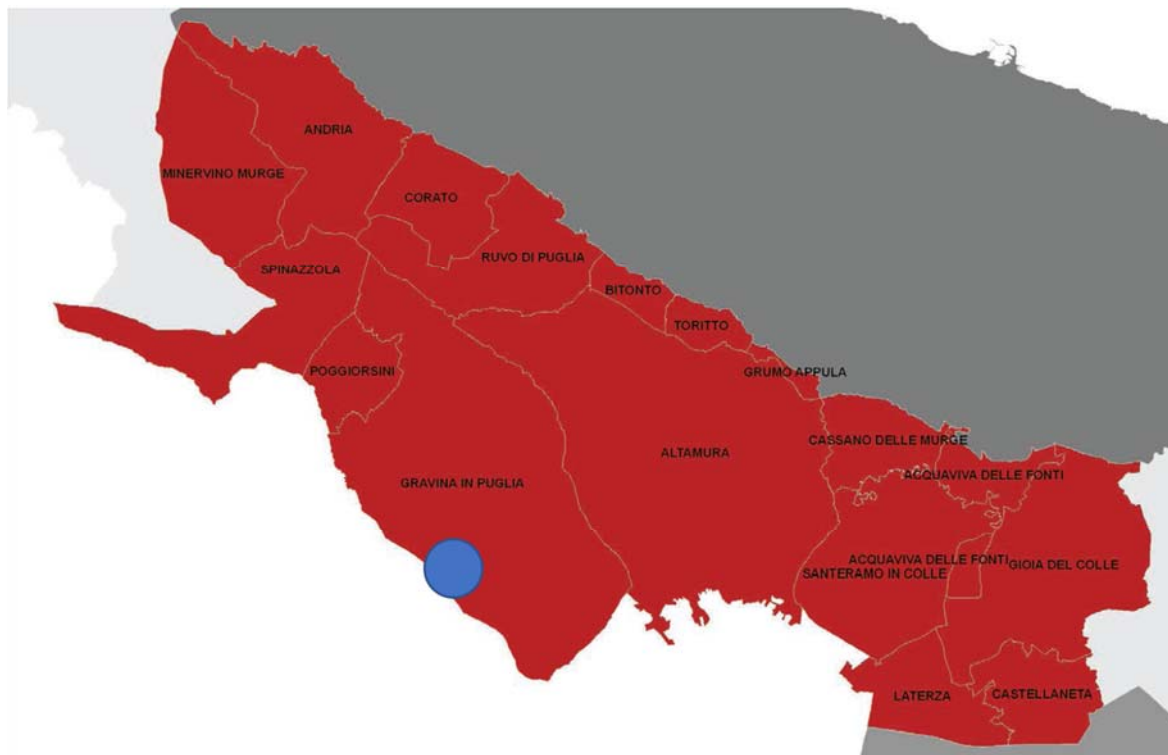 ANDRIA
MINERVINO MURGE
CORATO
RUVO DI PUGLIA
SPINAZZOLA
BITONTO
TORITTO
POGGIORSINI
GRUMO APPULA
CASSANO DELLE MURGE
ALTAMURA
ACQUAVIVA DELLE FONTI
GRAVINA IN PUGLIA
ACQUAVIVA DELLE FONTI
GIOIA DEL COLLE
SANTERAMO IN COLLE
LATERZA
CASTELLANETA